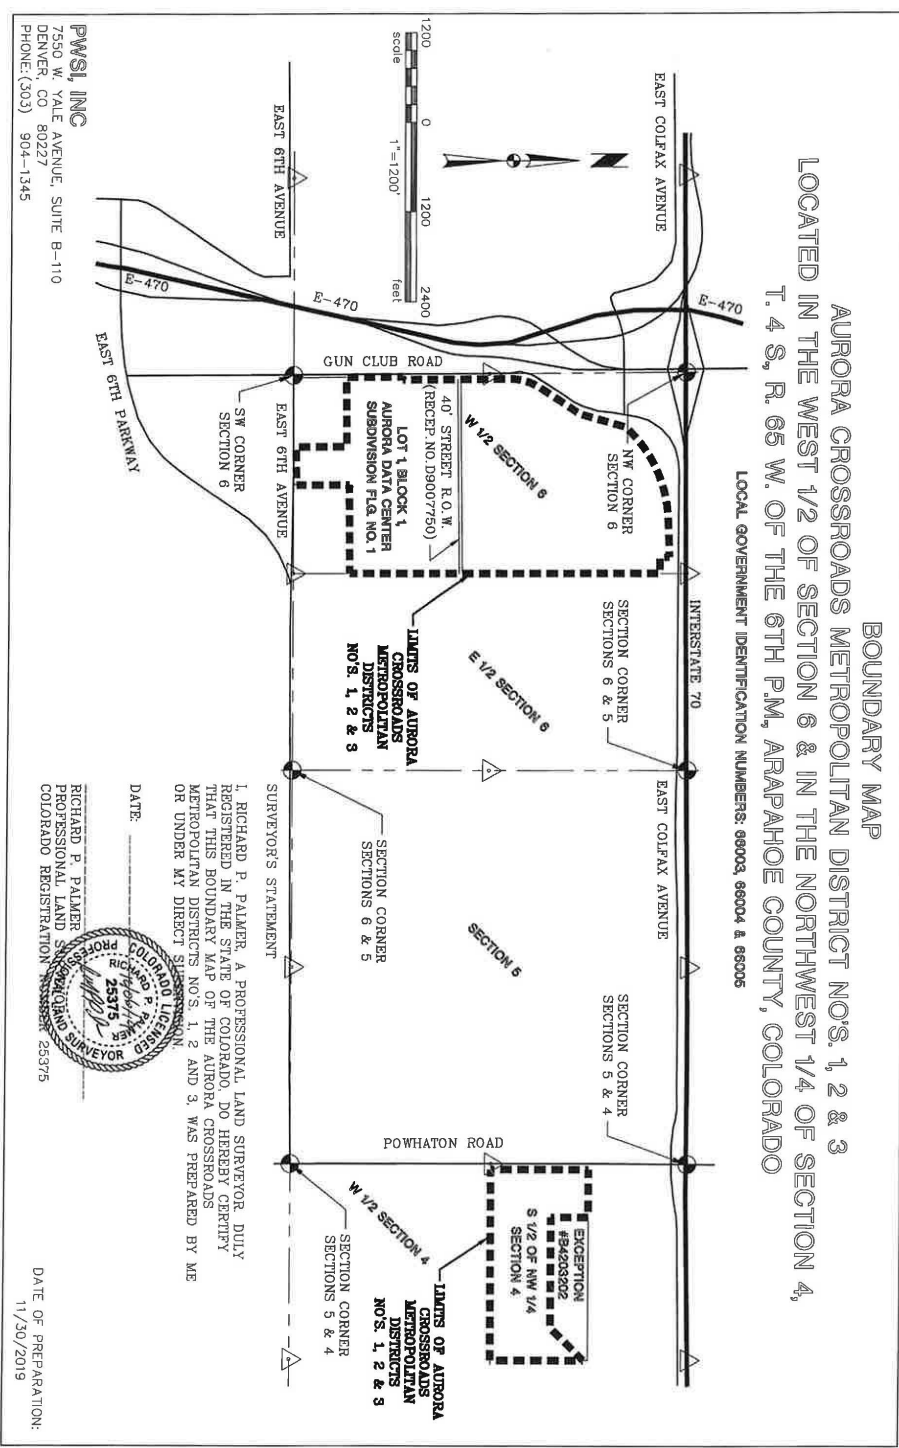 BOUNDARY MAP
AURORA CROSSROADS METROPOLITAN DISTRICT NO'S. 1, 2 & 3
LOCATED IN THE WEST 1/2 OF SECTION 6 & IN THE NORTHWEST 1/4 OF SECTION 4,
T. 4 S, R. 65 W. OF THE 6TH P.M., ARAPAHOE COUNTY, COLORADO
LOCAL GOVERNMENT IDENTIFICATION NUMBERS: 66003, 66004 & 66005
EAST COLFAX AVENUE
E-470
INTERSTATE 70
EAST COLFAX AVENUE
NW CORNER
SECTION 6
SECTION CORNER
SECTIONS 6 & 5
SECTION CORNER
SECTIONS 5 & 4
W 1/2 SECTION 6
E 1/2 SECTION 6
SECTION 5
EXCEPTION
#B4203202
S 1/2 OF NW 1/4
SECTION 4
40' STREET R.O.W.
(RECEP.NO.D9007750)
LOT 1, BLOCK 1,
AURORA DATA CENTER
SUBDIVISION FLG. NO. 1
1200
0
1200
2400
scale
1"=1200'
feet
GUN CLUB ROAD
POWHATON ROAD
LIMITS OF AURORA
CROSSROADS
METROPOLITAN
DISTRICTS
NO'S. 1, 2 & 3
LIMITS OF AURORA
CROSSROADS
METROPOLITAN
DISTRICTS
NO'S. 1, 2 & 3
W 1/2 SECTION 4
E-470
EAST 6TH AVENUE
EAST 6TH AVENUE
SW CORNER
SECTION 6
SECTION CORNER
SECTIONS 6 & 5
SECTION CORNER
SECTIONS 5 & 4
E-470
EAST 6TH PARKWAY
SURVEYOR'S STATEMENT
I, RICHARD P. PALMER, A PROFESSIONAL LAND SURVEYOR DULY
REGISTERED IN THE STATE OF COLORADO, DO HEREBY CERTIFY
THAT THIS BOUNDARY MAP OF THE AURORA CROSSROADS
METROPOLITAN DISTRICTS NO'S. 1, 2 AND 3, WAS PREPARED BY ME
OR UNDER MY DIRECT SUPERVISION.
DATE:
RICHARD P. PALMER
PROFESSIONAL LAND SURVEYOR
COLORADO REGISTRATION NUMBER 25375
COLORADO LICENSED
RICHARD P. PALMER
25375
PROFESSIONAL LAND SURVEYOR
PWSI, INC
7550 W. YALE AVENUE, SUITE B-110
DENVER, CO 80227
PHONE:(303) 904-1345
DATE OF PREPARATION:
11/30/2019